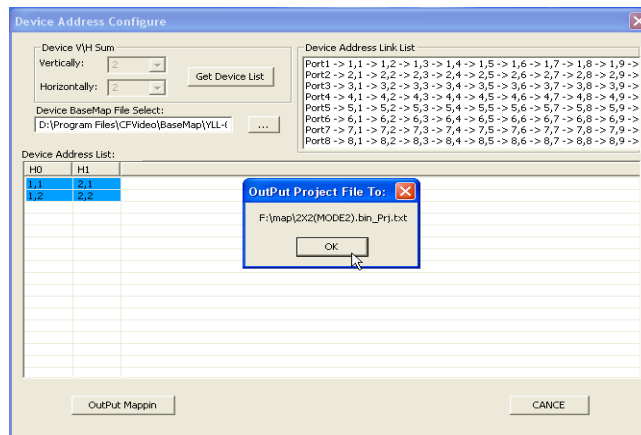 Device Address Configure
Device V\H Sum
Vertically: 2
Horizontally: 2
Get Device List
Device BaseMap File Select:
D:\Program Files\CFVideo\BaseMap\YLL-(
...
Device Address Link List
Port1 -> 1,1 -> 1,2 -> 1,3 -> 1,4 -> 1,5 -> 1,6 -> 1,7 -> 1,8 -> 1,9 ->
Port2 -> 2,1 -> 2,2 -> 2,3 -> 2,4 -> 2,5 -> 2,6 -> 2,7 -> 2,8 -> 2,9 ->
Port3 -> 3,1 -> 3,2 -> 3,3 -> 3,4 -> 3,5 -> 3,6 -> 3,7 -> 3,8 -> 3,9 ->
Port4 -> 4,1 -> 4,2 -> 4,3 -> 4,4 -> 4,5 -> 4,6 -> 4,7 -> 4,8 -> 4,9 ->
Port5 -> 5,1 -> 5,2 -> 5,3 -> 5,4 -> 5,5 -> 5,6 -> 5,7 -> 5,8 -> 5,9 ->
Port6 -> 6,1 -> 6,2 -> 6,3 -> 6,4 -> 6,5 -> 6,6 -> 6,7 -> 6,8 -> 6,9 ->
Port7 -> 7,1 -> 7,2 -> 7,3 -> 7,4 -> 7,5 -> 7,6 -> 7,7 -> 7,8 -> 7,9 ->
Port8 -> 8,1 -> 8,2 -> 8,3 -> 8,4 -> 8,5 -> 8,6 -> 8,7 -> 8,8 -> 8,9 ->
Device Address List:
H0 H1
1,1 2,1
1,2 2,2
OutPut Project File To:
F:\map\2X2(MODE2).bin_Prj.txt
OK
OutPut Mappin
CANCE